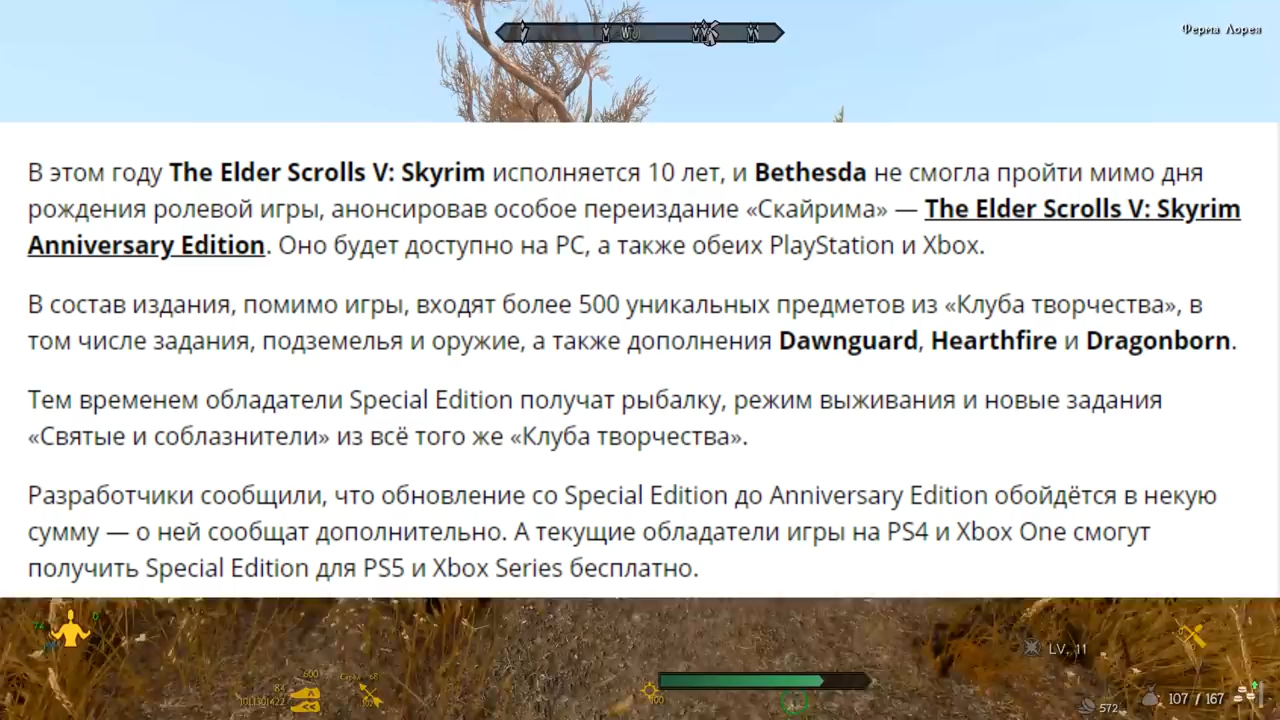 Ферма Лорея
В этом году The Elder Scrolls V: Skyrim исполняется 10 лет, и Bethesda не смогла пройти мимо дня
рождения ролевой игры, анонсировав особое переиздание «Скайрима» — The Elder Scrolls V: Skyrim
Anniversary Edition. Оно будет доступно на PC, а также обеих PlayStation и Xbox.
В состав издания, помимо игры, входят более 500 уникальных предметов из «Клуба творчества», в
том числе задания, подземелья и оружие, а также дополнения Dawnguard, Hearthfire и Dragonborn.
Тем временем обладатели Special Edition получат рыбалку, режим выживания и новые задания
«Святые и соблазнители» из всё того же «Клуба творчества».
Разработчики сообщили, что обновление со Special Edition до Anniversary Edition обойдётся в некую
сумму — о ней сообщат дополнительно. А текущие обладатели игры на PS4 и Xbox One смогут
получить Special Edition для PS5 и Xbox Series бесплатно.
LV. 11
600
84
100
572
107 / 167